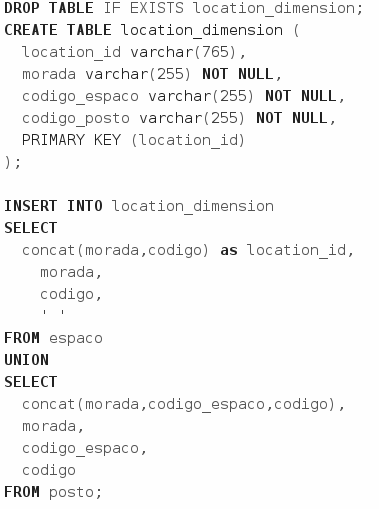 DROP TABLE IF EXISTS location_dimension;
CREATE TABLE location_dimension (
location_id varchar(765),
morada varchar(255) NOT NULL,
codigo_espaco varchar(255) NOT NULL,
codigo_posto varchar(255) NOT NULL,
PRIMARY KEY (location_id)
);
INSERT INTO location_dimension
SELECT
concat(morada,codigo) as location_id,
morada,
codigo,
' '
FROM espaco
UNION
SELECT
concat(morada,codigo_espaco,codigo),
morada,
codigo_espaco,
codigo
FROM posto;